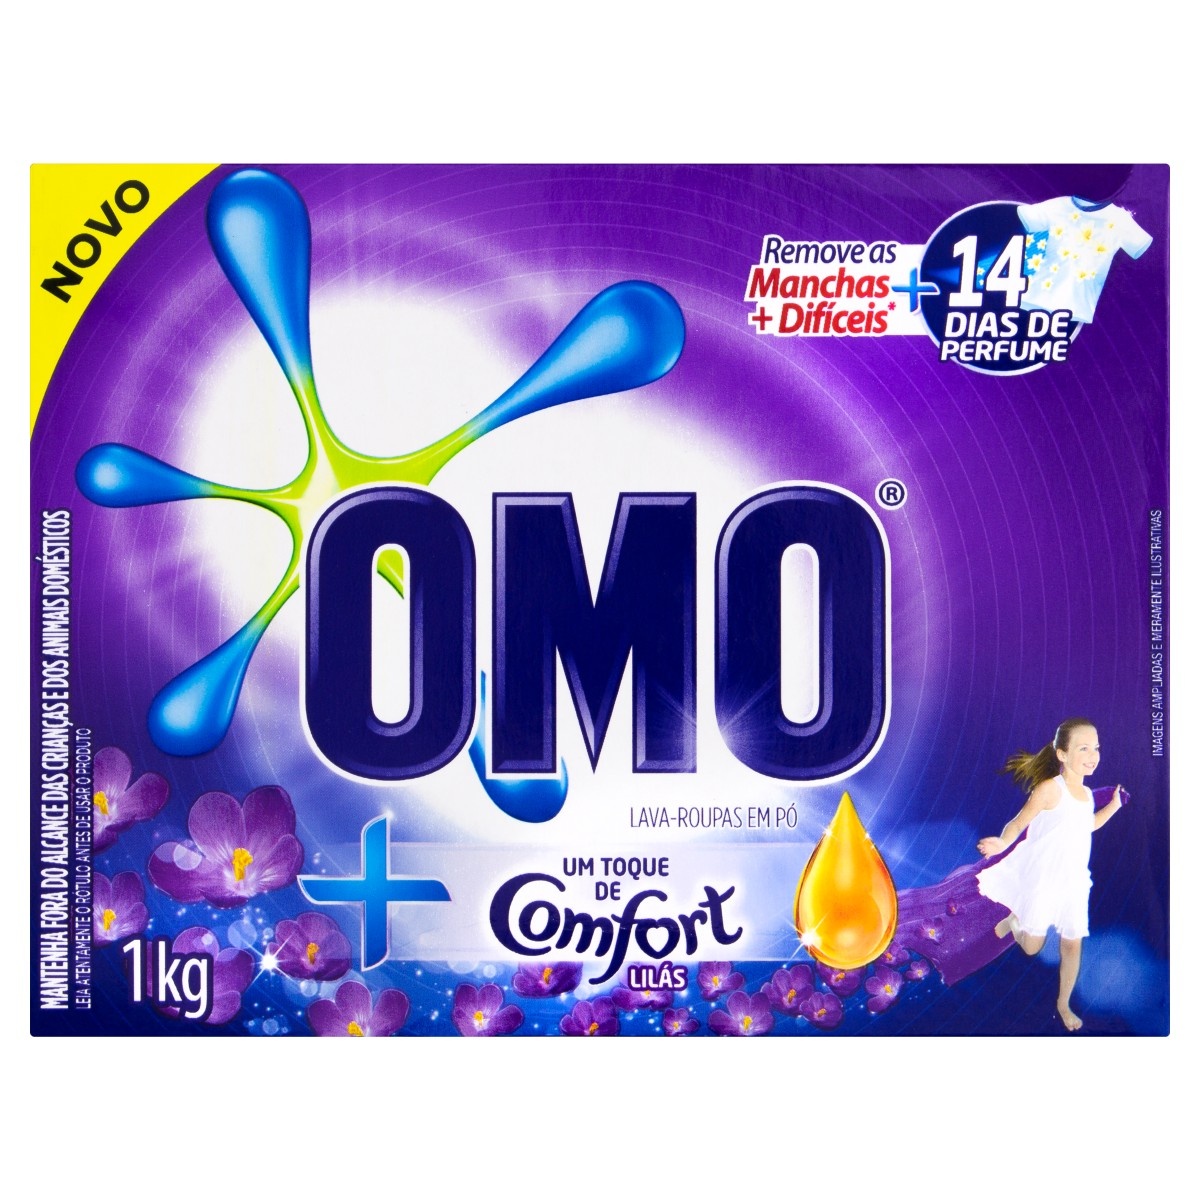 NOVO
Remove as
Manchas
+ Difíceis*
+
14
DIAS DE
PERFUME
OMO®
LAVA-ROUPAS EM PÓ
+
UM TOQUE
DE
Comfort
LILÁS
1kg
MANTENHA FORA DO ALCANCE DAS CRIANÇAS E DOS ANIMAIS DOMÉSTICOS
LEIA ATENTAMENTE O RÓTULO ANTES DE USAR O PRODUTO
IMAGENS AMPLIADAS E MERAMENTE ILUSTRATIVAS